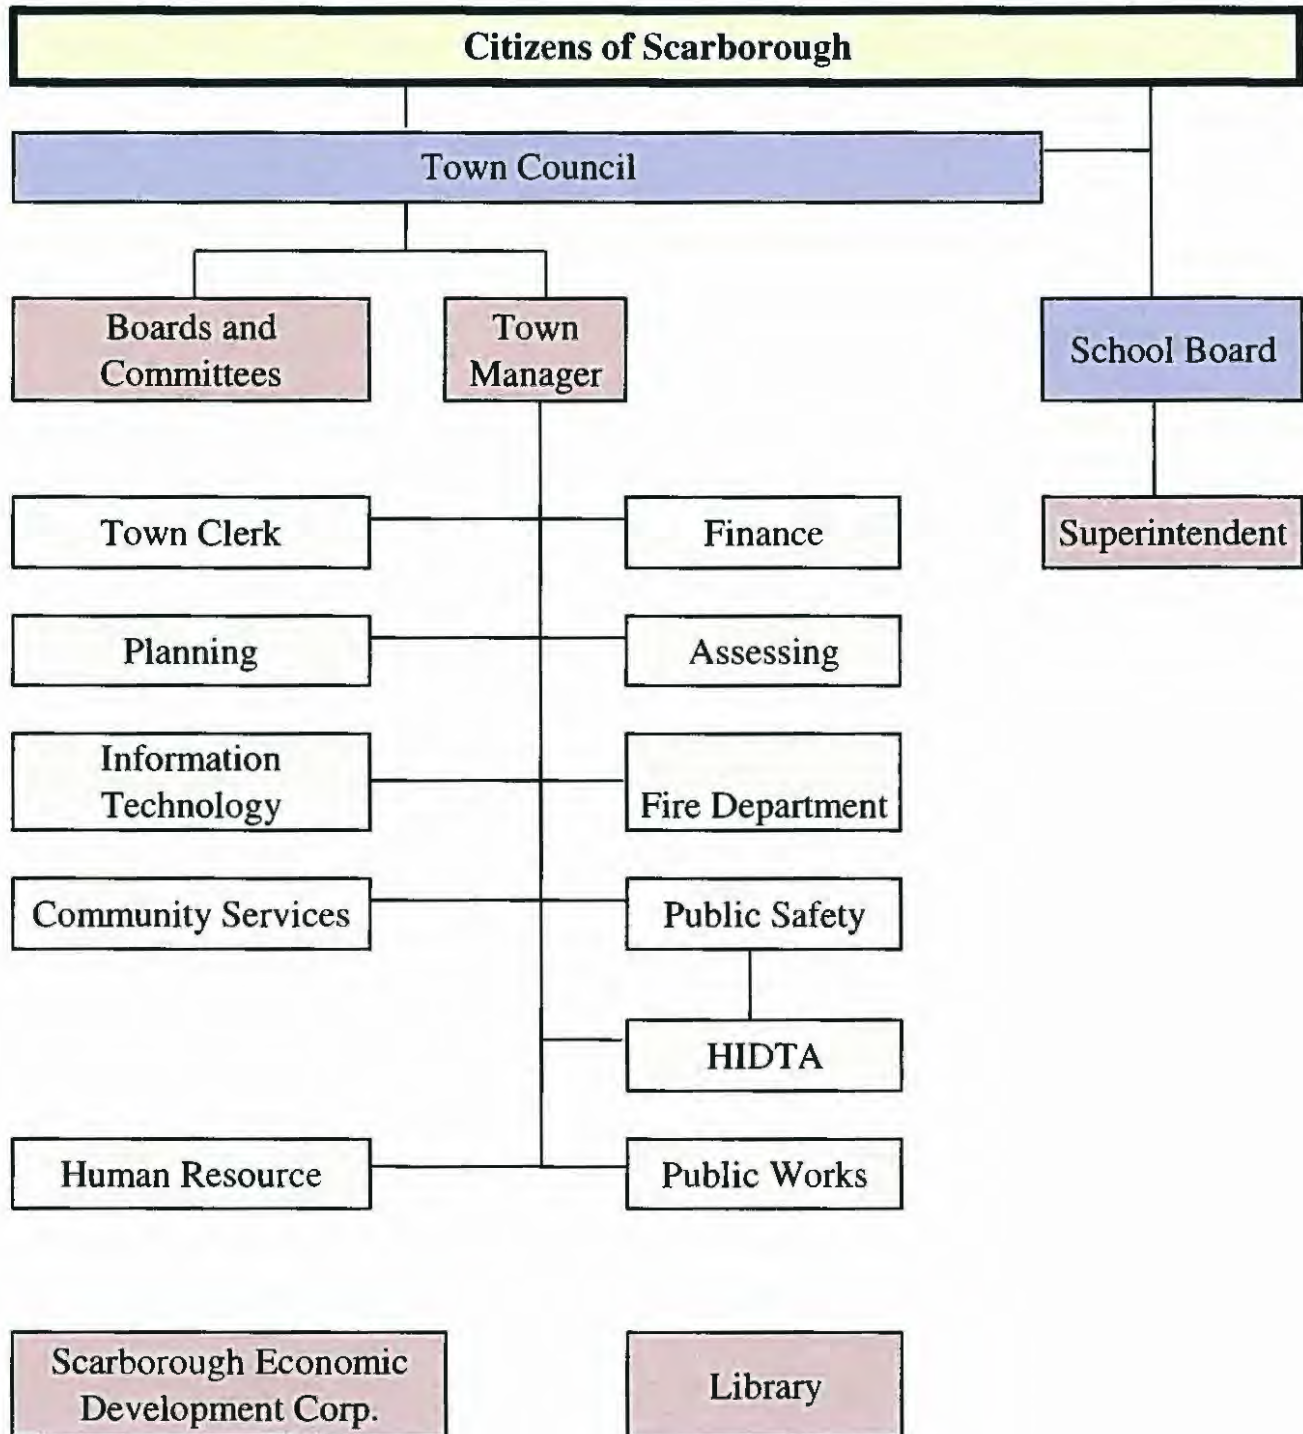 Citizens of Scarborough
Town Council
Boards and
Committees
Town
Manager
School Board
Town Clerk
Finance
Superintendent
Planning
Assessing
Information
Technology
Fire Department
Community Services
Public Safety
HIDTA
Human Resource
Public Works
Scarborough Economic
Development Corp.
Library